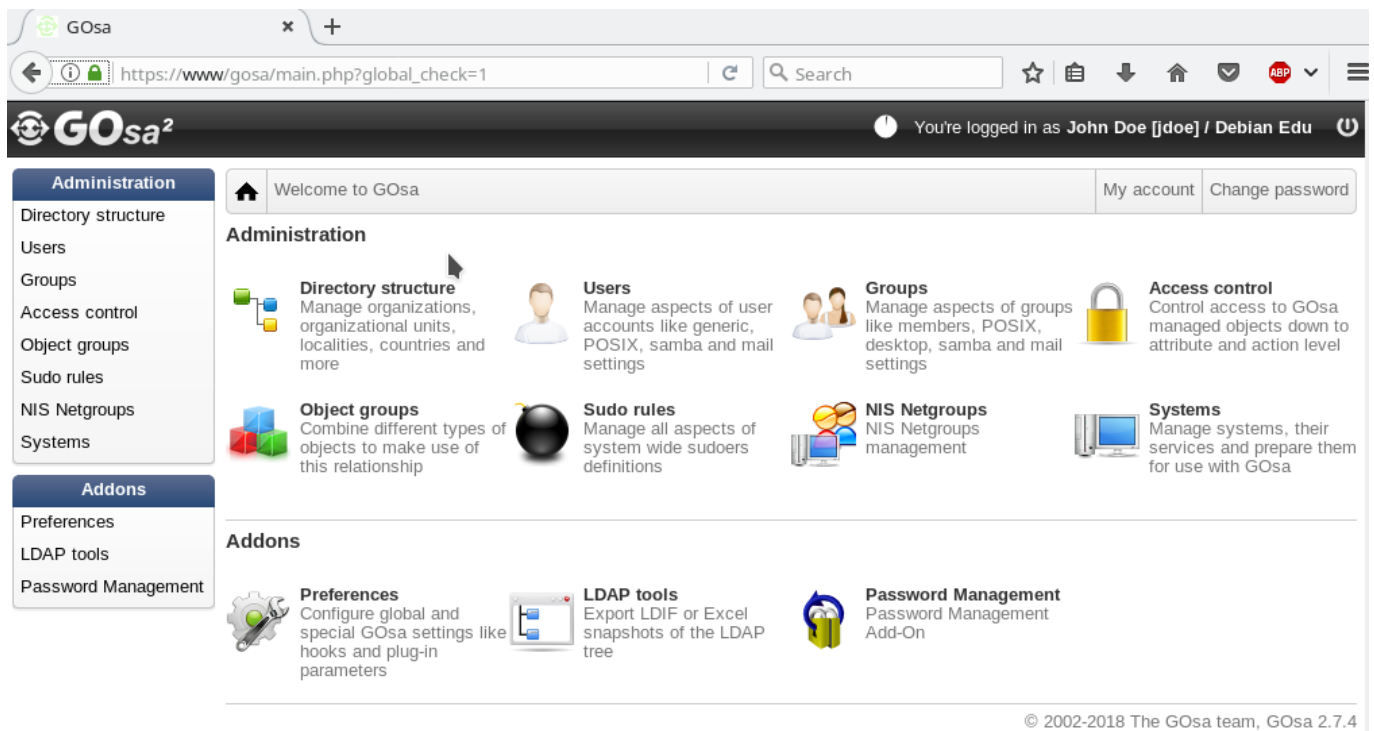 GOsa
https://www/gosa/main.php?global_check=1
Search
ABP
GOsa²
You're logged in as John Doe [jdoe] / Debian Edu
Administration
Directory structure
Users
Groups
Access control
Object groups
Sudo rules
NIS Netgroups
Systems
Addons
Preferences
LDAP tools
Password Management
Welcome to GOsa
My account
Change password
Administration
Directory structure
Manage organizations,
organizational units,
localities, countries and
more
Users
Manage aspects of user
accounts like generic,
POSIX, samba and mail
settings
Groups
Manage aspects of groups
like members, POSIX,
desktop, samba and mail
settings
Access control
Control access to GOsa
managed objects down to
attribute and action level
Object groups
Combine different types of
objects to make use of
this relationship
Sudo rules
Manage all aspects of
system wide sudoers
definitions
NIS Netgroups
NIS Netgroups
management
Systems
Manage systems, their
services and prepare them
for use with GOsa
Addons
Preferences
Configure global and
special GOsa settings like
hooks and plug-in
parameters
LDAP tools
Export LDIF or Excel
snapshots of the LDAP
tree
Password Management
Password Management
Add-On
© 2002-2018 The GOsa team, GOsa 2.7.4